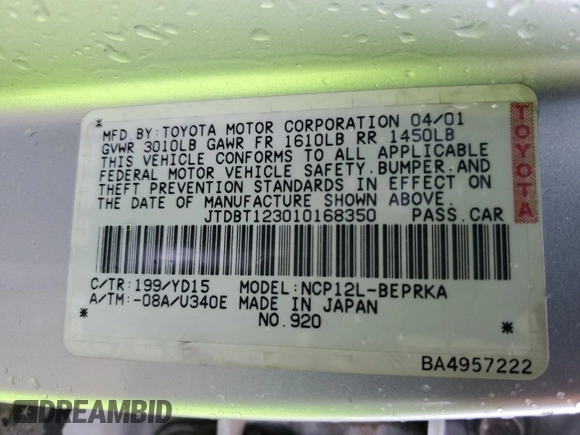 MFD.BY:TOYOTA MOTOR CORPORATION 04/01
GVWR 3010LB GAWR FR 1610LB RR 1450LB
THIS VEHICLE CONFORMS TO ALL APPLICABLE
FEDERAL MOTOR VEHICLE SAFETY.BUMPER.AND
THEFT PREVENTION STANDARDS IN EFFECT ON
THE DATE OF MANUFACTURE SHOWN ABOVE.
JTDBT123010168350 PASS.CAR
TOYOTA
C/TR:199/YD15 MODEL:NCP12L-BEPRKA
A/TM:-08A/U340E MADE IN JAPAN
* NO.920 *
BA4957222
DREAMBID